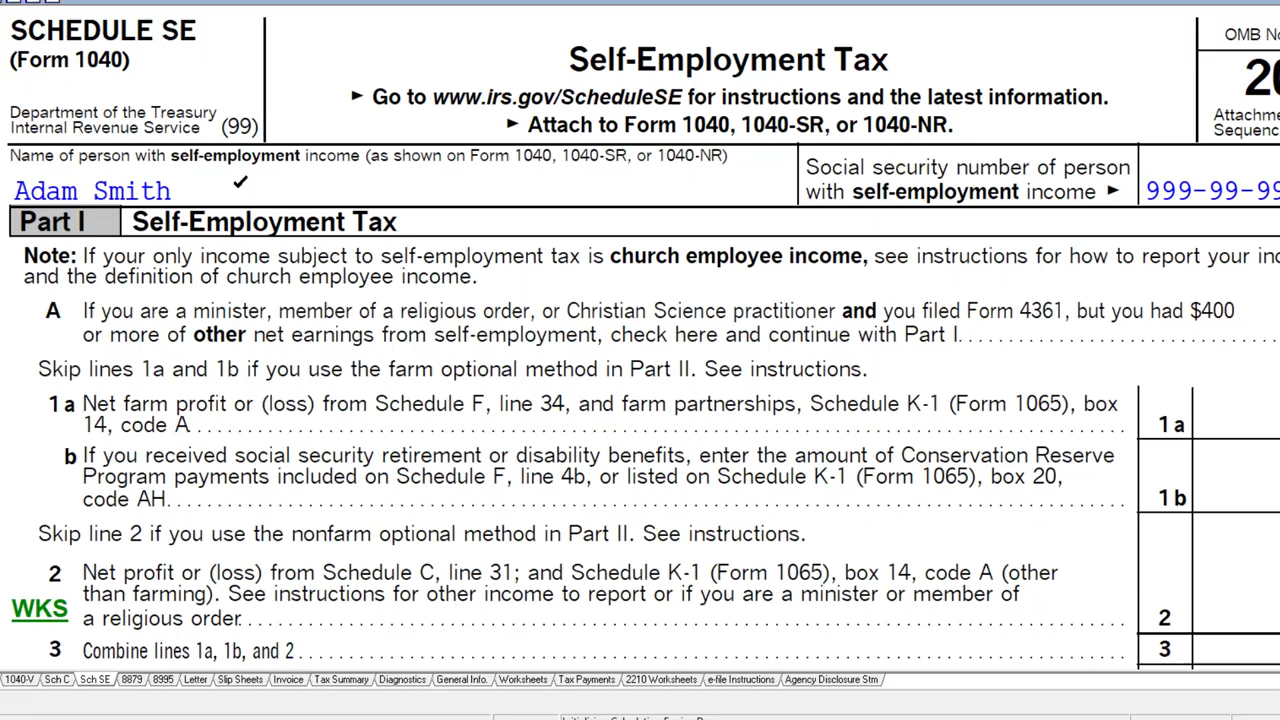 SCHEDULE SE
(Form 1040)
Department of the Treasury
Internal Revenue Service (99)
Self-Employment Tax
► Go to www.irs.gov/ScheduleSE for instructions and the latest information.
► Attach to Form 1040, 1040-SR, or 1040-NR.
OMB No
20
Attachme
Sequenc
Name of person with self-employment income (as shown on Form 1040, 1040-SR, or 1040-NR)
Adam Smith
Social security number of person
with self-employment income ►
999-99-99
Part I Self-Employment Tax
Note: If your only income subject to self-employment tax is church employee income, see instructions for how to report your inc
and the definition of church employee income.
A If you are a minister, member of a religious order, or Christian Science practitioner and you filed Form 4361, but you had $400
or more of other net earnings from self-employment, check here and continue with Part I.
Skip lines 1a and 1b if you use the farm optional method in Part II. See instructions.
1a Net farm profit or (loss) from Schedule F, line 34, and farm partnerships, Schedule K-1 (Form 1065), box
14, code A 1a
b If you received social security retirement or disability benefits, enter the amount of Conservation Reserve
Program payments included on Schedule F, line 4b, or listed on Schedule K-1 (Form 1065), box 20,
code AH. 1b
Skip line 2 if you use the nonfarm optional method in Part II. See instructions.
2 Net profit or (loss) from Schedule C, line 31; and Schedule K-1 (Form 1065), box 14, code A (other
than farming). See instructions for other income to report or if you are a minister or member of
WKS a religious order. 2
3 Combine lines 1a, 1b, and 2 3
1040-V Sch C Sch SE 8879 8995 Letter Slip Sheets Invoice Tax Summary Diagnostics General Info. Worksheets Tax Payments 2210 Worksheets e-file Instructions Agency Disclosure Stm